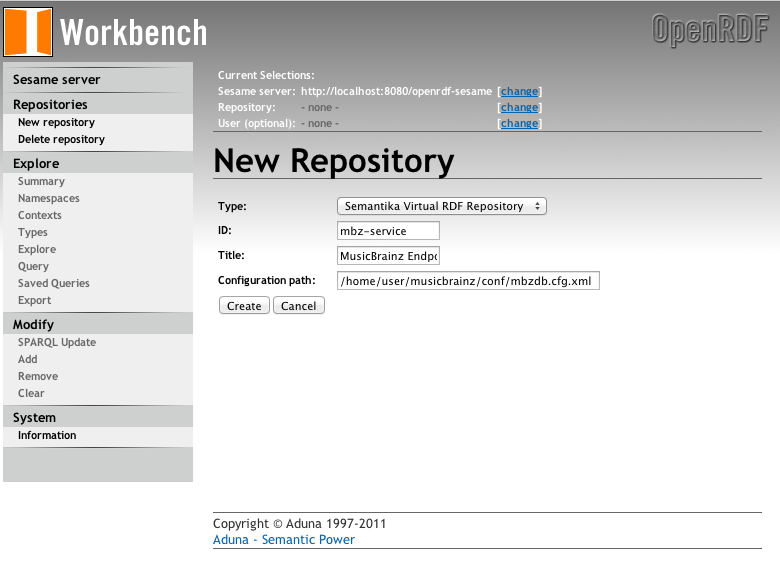 Workbench
OpenRDF
Sesame server
Repositories
New repository
Delete repository
Explore
Summary
Namespaces
Contexts
Types
Explore
Query
Saved Queries
Export
Modify
SPARQL Update
Add
Remove
Clear
System
Information
Current Selections:
Sesame server: http://localhost:8080/openrdf-sesame [change]
Repository: - none - [change]
User (optional): - none - [change]
New Repository
Type: Semantika Virtual RDF Repository
ID: mbz-service
Title: MusicBrainz Endpo
Configuration path: /home/user/musicbrainz/conf/mbzdb.cfg.xml
Create Cancel
Copyright © Aduna 1997-2011
Aduna - Semantic Power